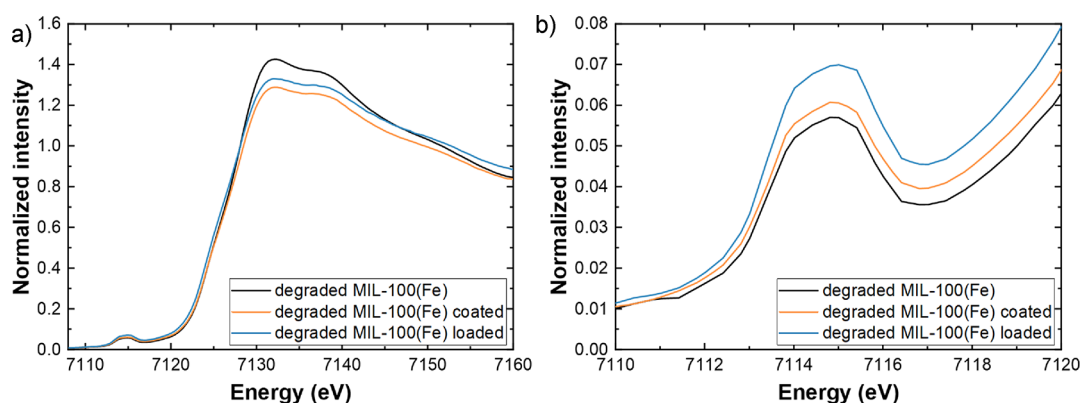 a)
Normalized intensity
1.6
1.4
1.2
1.0
0.8
0.6
0.4
0.2
0.0
degraded MIL-100(Fe)
degraded MIL-100(Fe) coated
degraded MIL-100(Fe) loaded
7110 7120 7130 7140 7150 7160
Energy (eV)
b)
Normalized intensity
0.08
0.07
0.06
0.05
0.04
0.03
0.02
0.01
0.00
degraded MIL-100(Fe)
degraded MIL-100(Fe) coated
degraded MIL-100(Fe) loaded
7110 7112 7114 7116 7118 7120
Energy (eV)